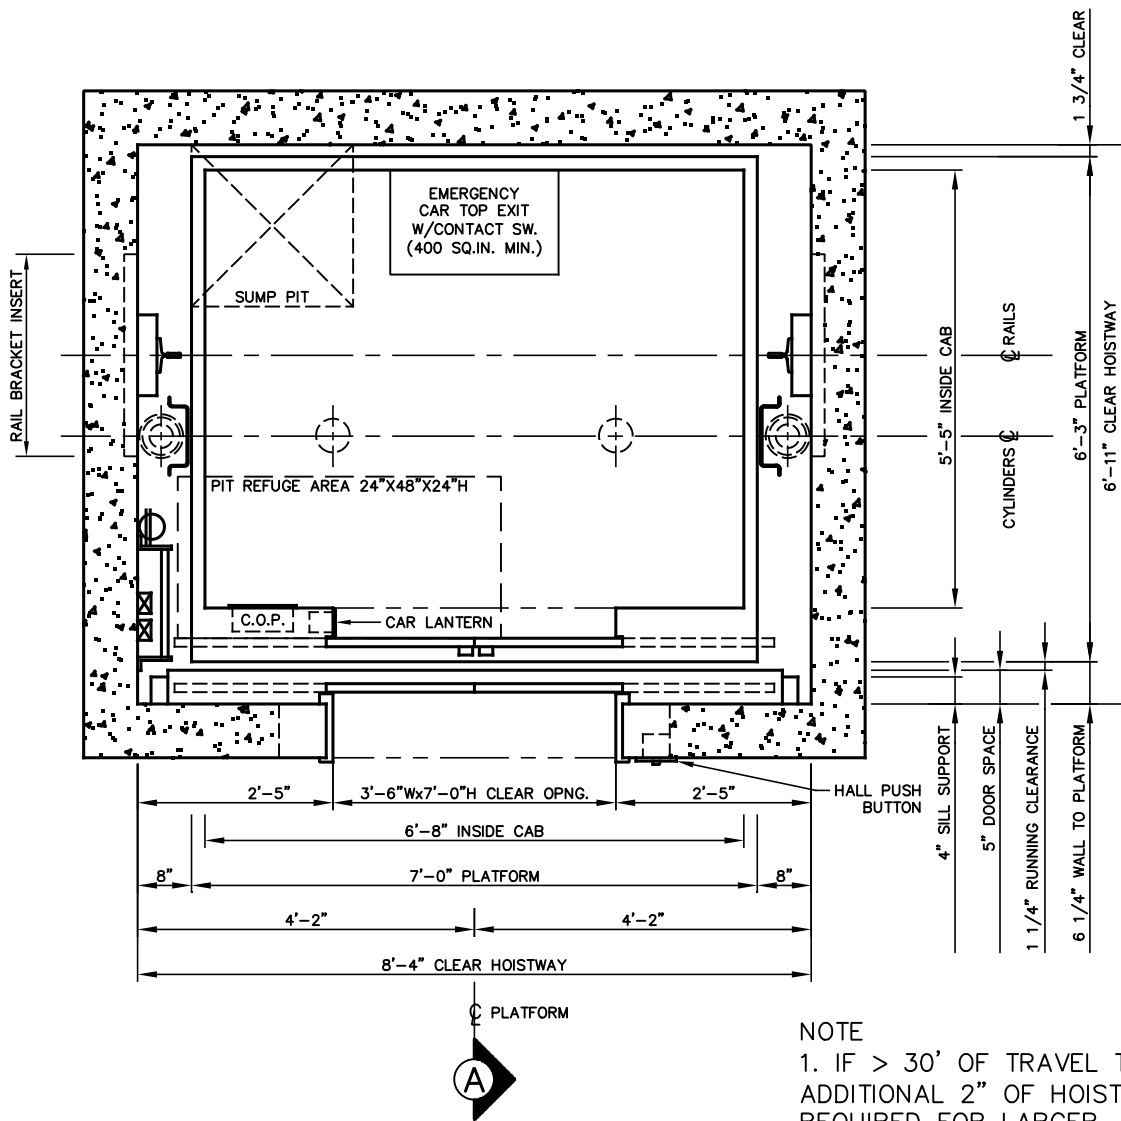 1 3/4" CLEAR
EMERGENCY
CAR TOP EXIT
W/CONTACT SW.
(400 SQ.IN. MIN.)
SUMP PIT
RAIL BRACKET INSERT
5'-5" INSIDE CAB
℄ RAILS
CYLINDERS ℄
6'-3" PLATFORM
6'-11" CLEAR HOISTWAY
PIT REFUGE AREA 24"X48"X24"H
C.O.P.
CAR LANTERN
HALL PUSH
BUTTON
4" SILL SUPPORT
5" DOOR SPACE
1 1/4" RUNNING CLEARANCE
6 1/4" WALL TO PLATFORM
2'-5"
3'-6"Wx7'-0"H CLEAR OPNG.
2'-5"
6'-8" INSIDE CAB
8"
7'-0" PLATFORM
8"
4'-2"
4'-2"
8'-4" CLEAR HOISTWAY
℄ PLATFORM
A
NOTE
1. IF > 30' OF TRAVEL T
ADDITIONAL 2" OF HOIST
REQUIRED FOR LARGER